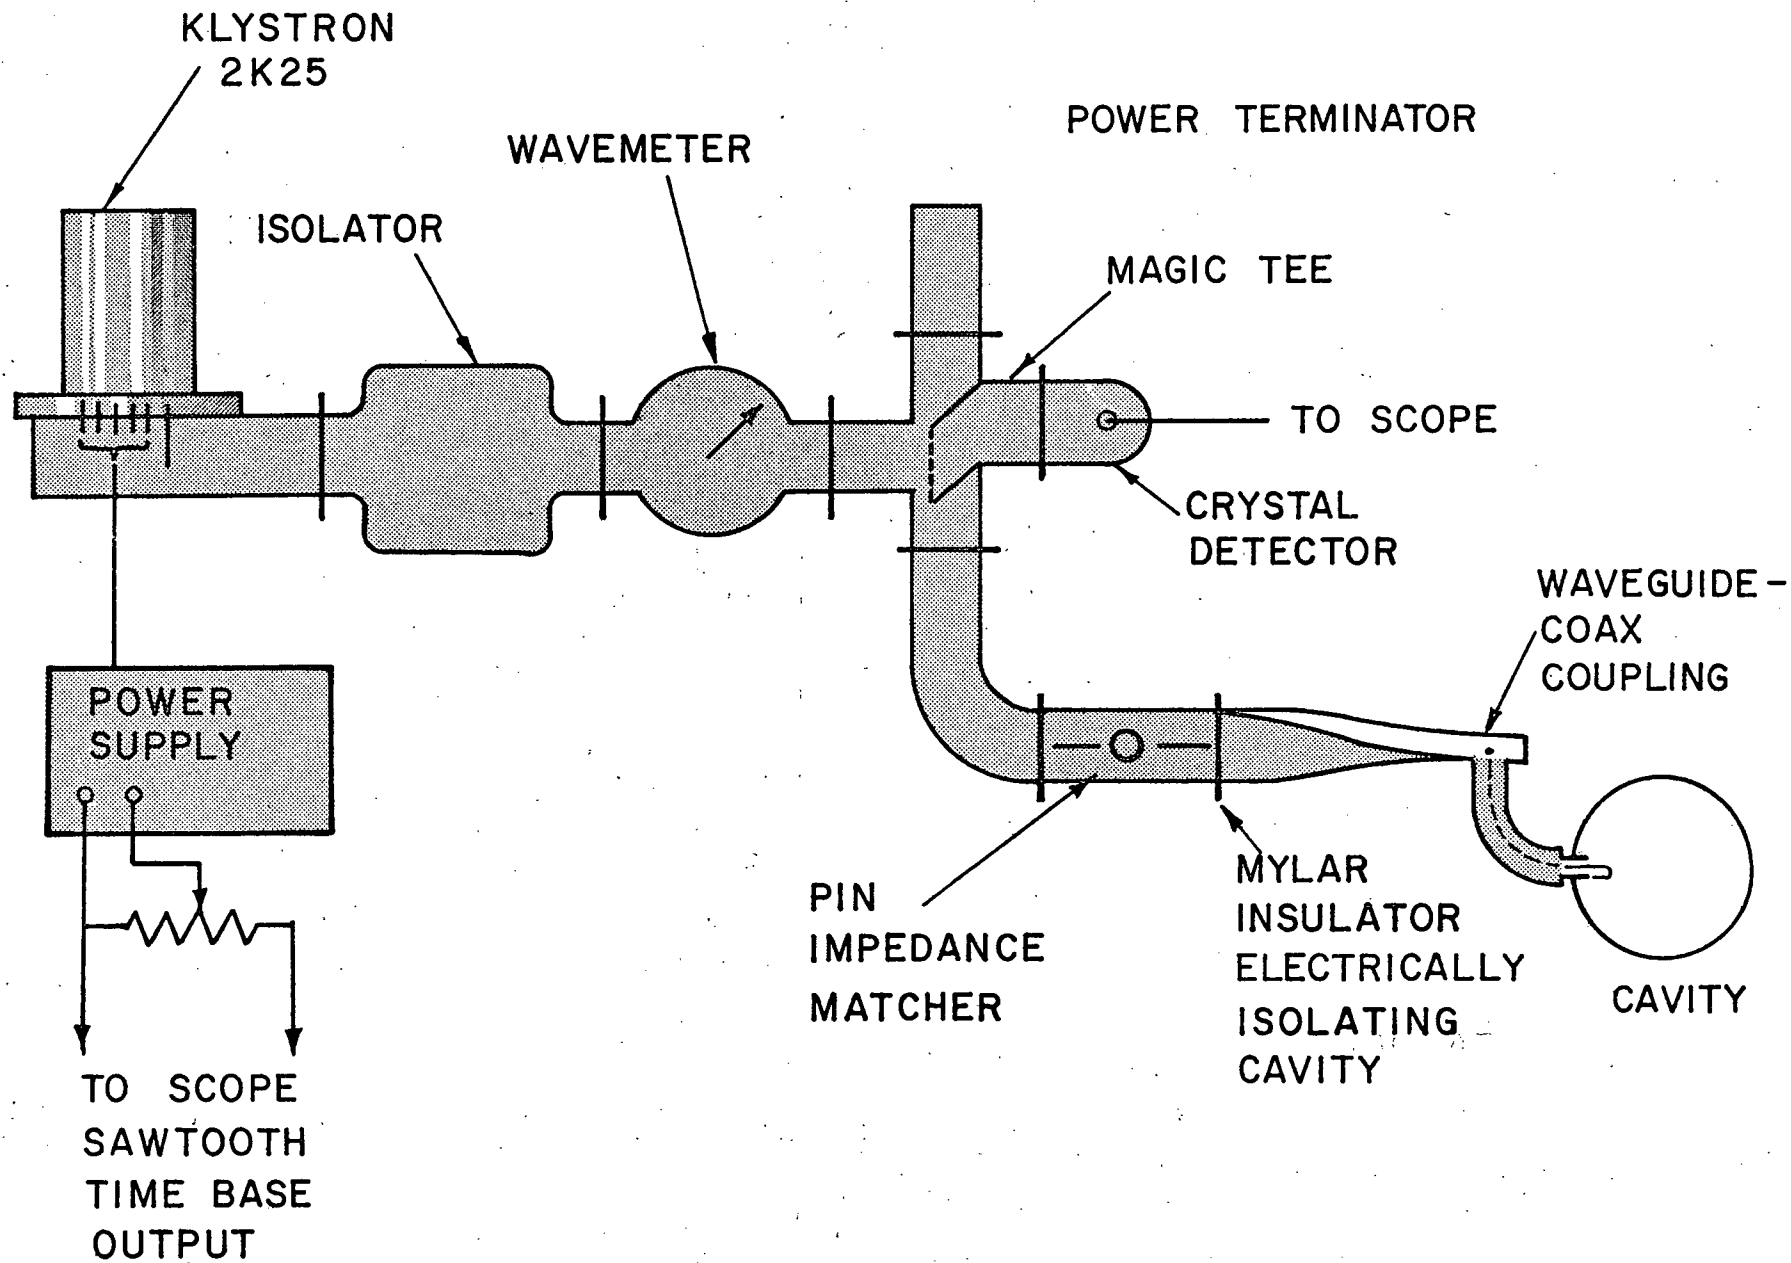 KLYSTRON
2K25
POWER TERMINATOR
WAVEMETER
ISOLATOR
MAGIC TEE
TO SCOPE
CRYSTAL
DETECTOR
WAVEGUIDE-
COAX
COUPLING
POWER
SUPPLY
PIN
IMPEDANCE
MATCHER
MYLAR
INSULATOR
ELECTRICALLY
ISOLATING
CAVITY
CAVITY
TO SCOPE
SAWTOOTH
TIME BASE
OUTPUT